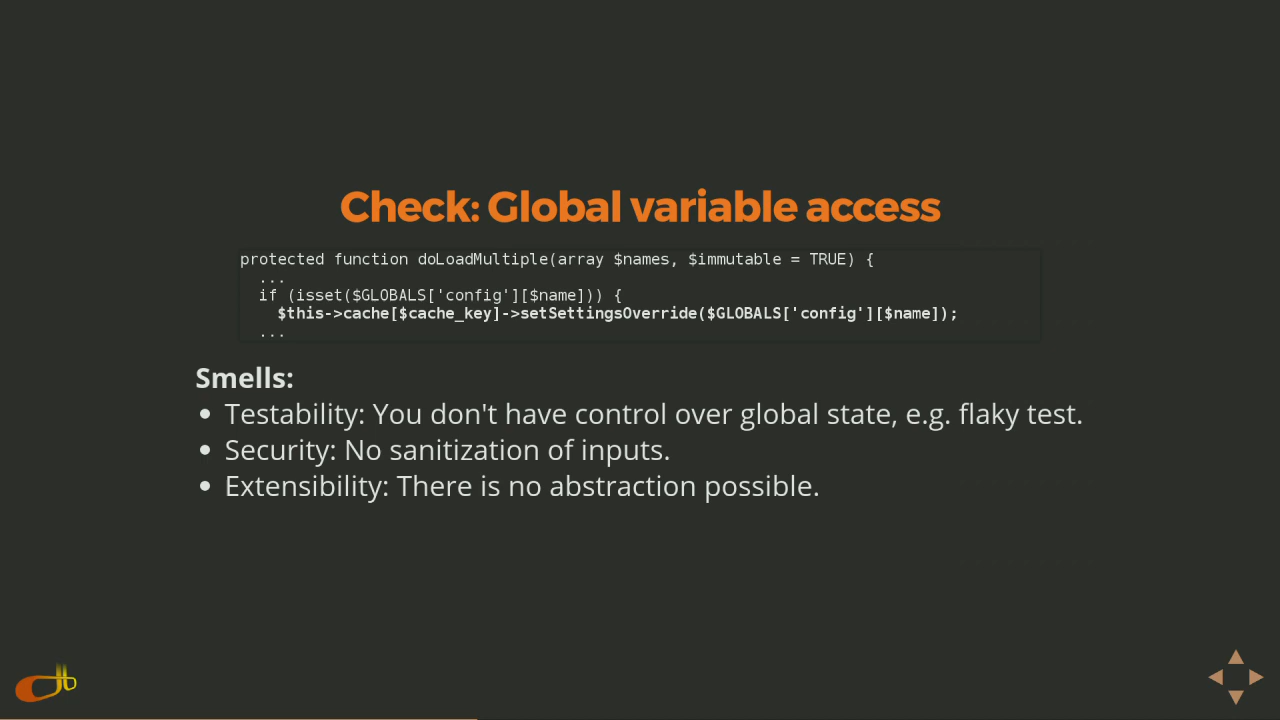 Check: Global variable access
protected function doLoadMultiple(array $names, $immutable = TRUE) {
  ...
  if (isset($GLOBALS['config'][$name])) {
    $this->cache[$cache_key]->setSettingsOverride($GLOBALS['config'][$name]);
  ...
Smells:
• Testability: You don't have control over global state, e.g. flaky test.
• Security: No sanitization of inputs.
• Extensibility: There is no abstraction possible.